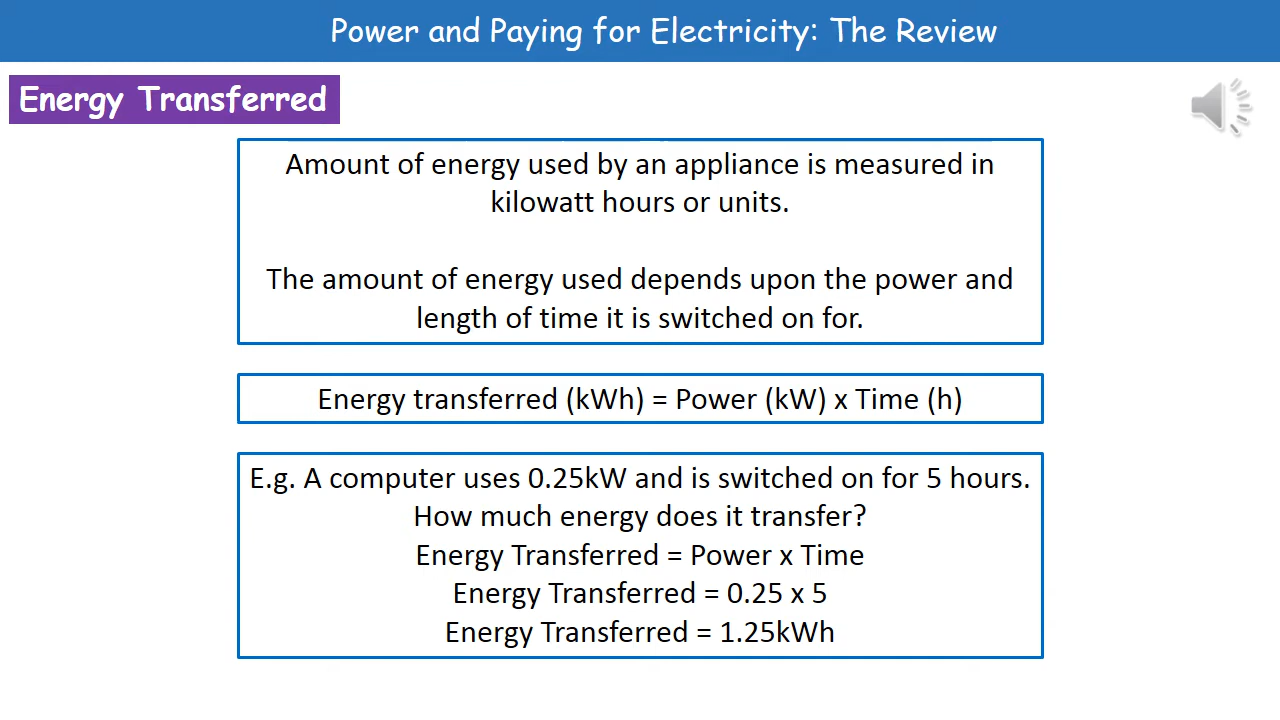 Power and Paying for Electricity: The Review
Energy Transferred
Amount of energy used by an appliance is measured in
kilowatt hours or units.
The amount of energy used depends upon the power and
length of time it is switched on for.
Energy transferred (kWh) = Power (kW) x Time (h)
E.g. A computer uses 0.25kW and is switched on for 5 hours.
How much energy does it transfer?
Energy Transferred = Power x Time
Energy Transferred = 0.25 x 5
Energy Transferred = 1.25kWh